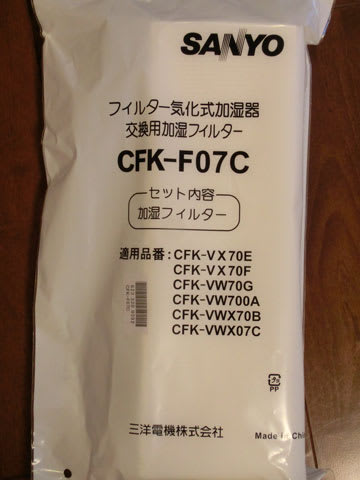 SANYO
フィルター気化式加湿器
交換用加湿フィルター
CFK-F07C
セット内容
加湿フィルター
適用品番：CFK-VX70E
CFK-VX70F
CFK-VW70G
CFK-VW700A
CFK-VWX70B
CFK-VWX07C
プラ
PP
三洋電機株式会社
Made in Chin